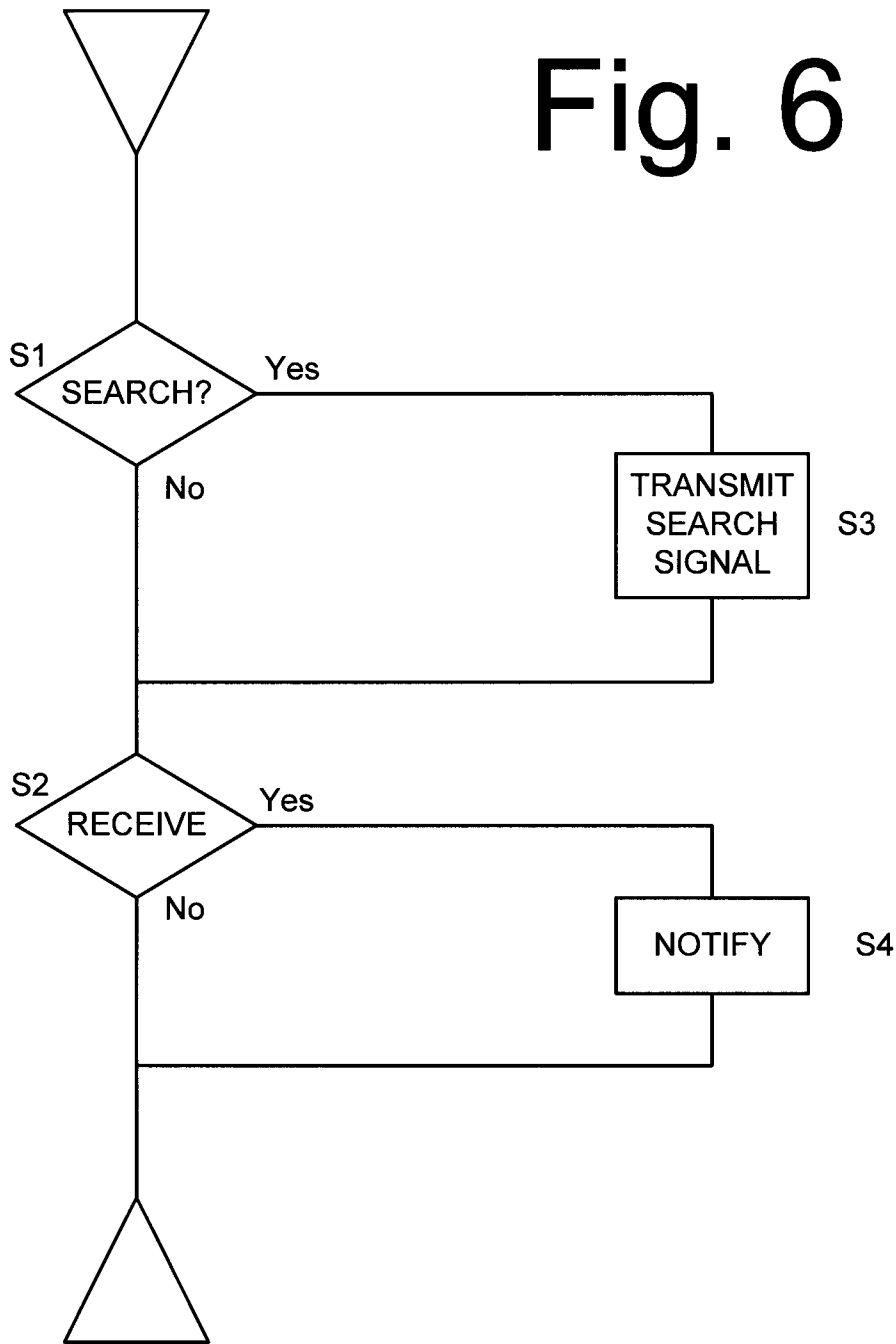 Fig. 6
S1
SEARCH?
Yes
No
TRANSMIT
SEARCH
SIGNAL
S3
S2
RECEIVE
Yes
No
NOTIFY
S4